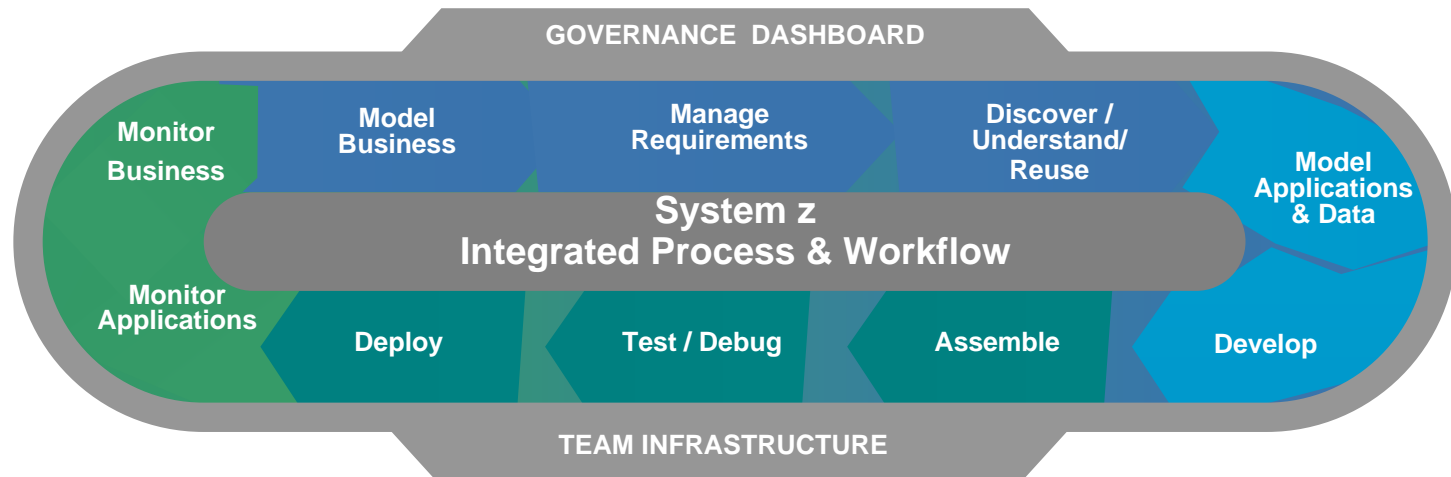 GOVERNANCE DASHBOARD
Monitor
Business
Model
Business
Manage
Requirements
Discover /
Understand/
Reuse
Model
Applications
& Data
System z
Integrated Process & Workflow
Monitor
Applications
Deploy
Test / Debug
Assemble
Develop
TEAM INFRASTRUCTURE